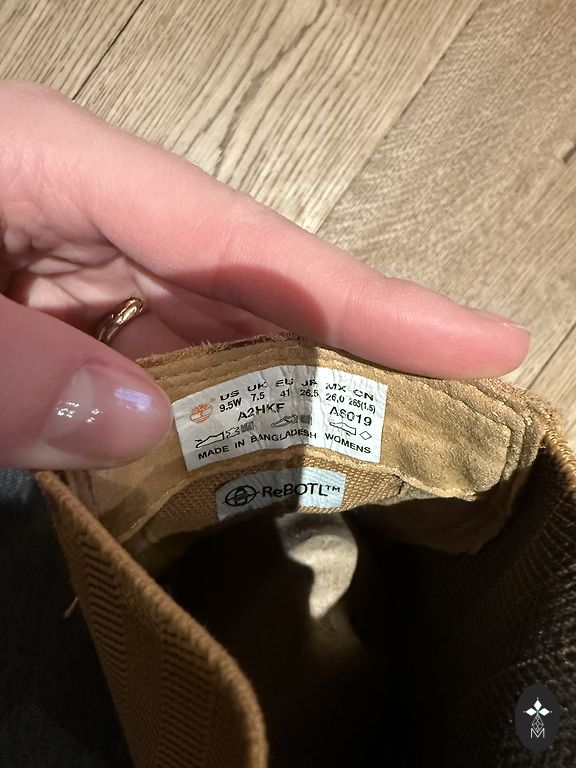 US UK EU JP MX CN
9.5W 7.5 41 26.5 26,0 265(1.5)
A2HKF A6019
MADE IN BANGLADESH WOMENS
ReBOTL™
M